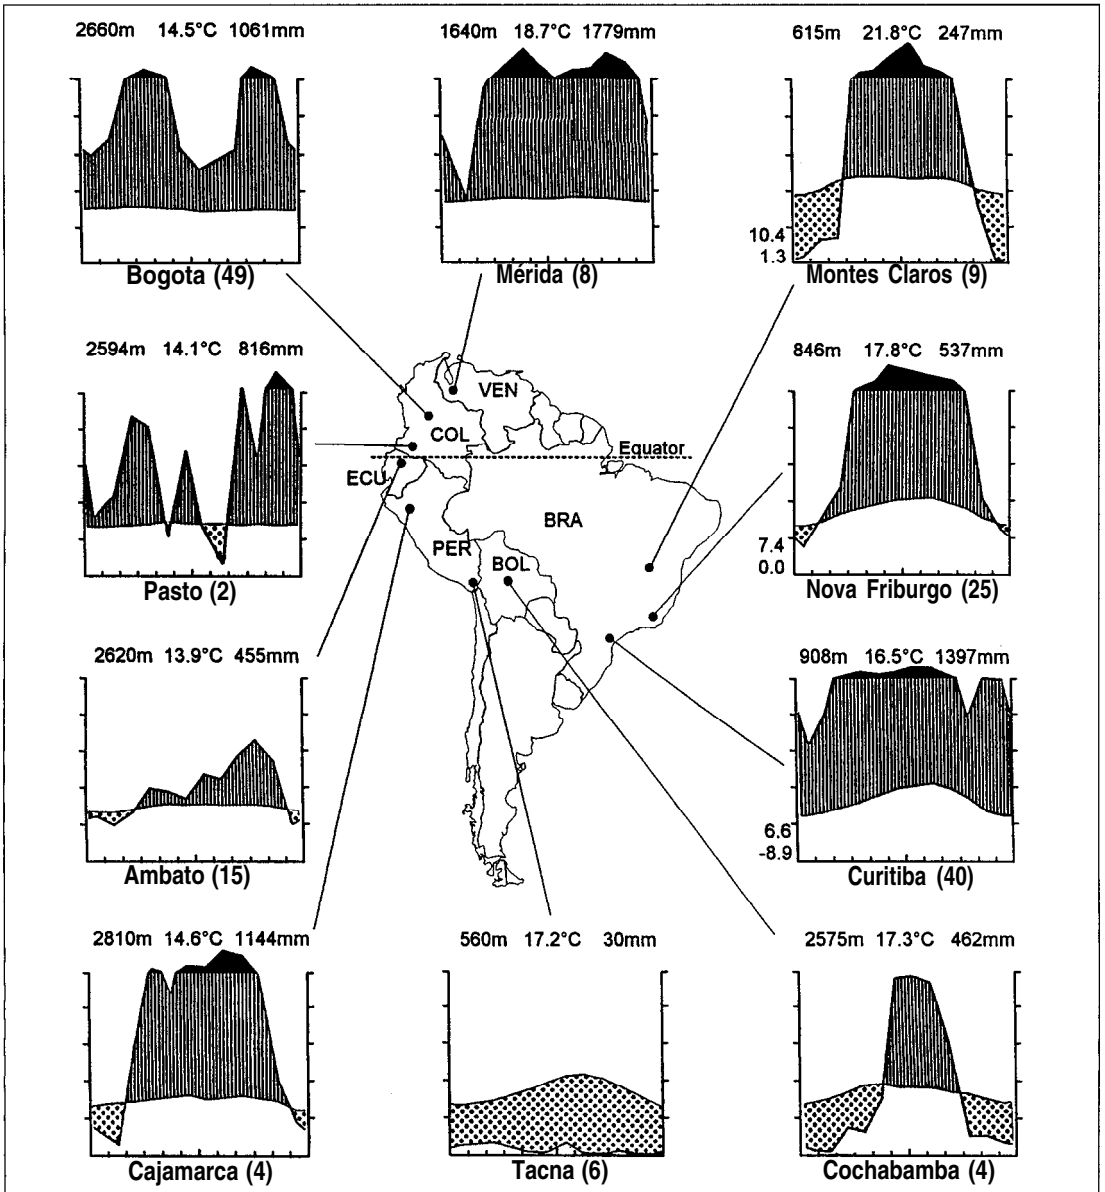 2660m 14.5°C 1061mm
Bogota (49)
1640m 18.7°C 1779mm
Mérida (8)
615m 21.8°C 247mm
10.4
1.3
Montes Claros (9)
2594m 14.1°C 816mm
Pasto (2)
846m 17.8°C 537mm
7.4
0.0
Nova Friburgo (25)
VEN
COL
Equator
ECU
BRA
PER
BOL
2620m 13.9°C 455mm
Ambato (15)
908m 16.5°C 1397mm
6.6
-8.9
Curitiba (40)
2810m 14.6°C 1144mm
Cajamarca (4)
560m 17.2°C 30mm
Tacna (6)
2575m 17.3°C 462mm
Cochabamba (4)